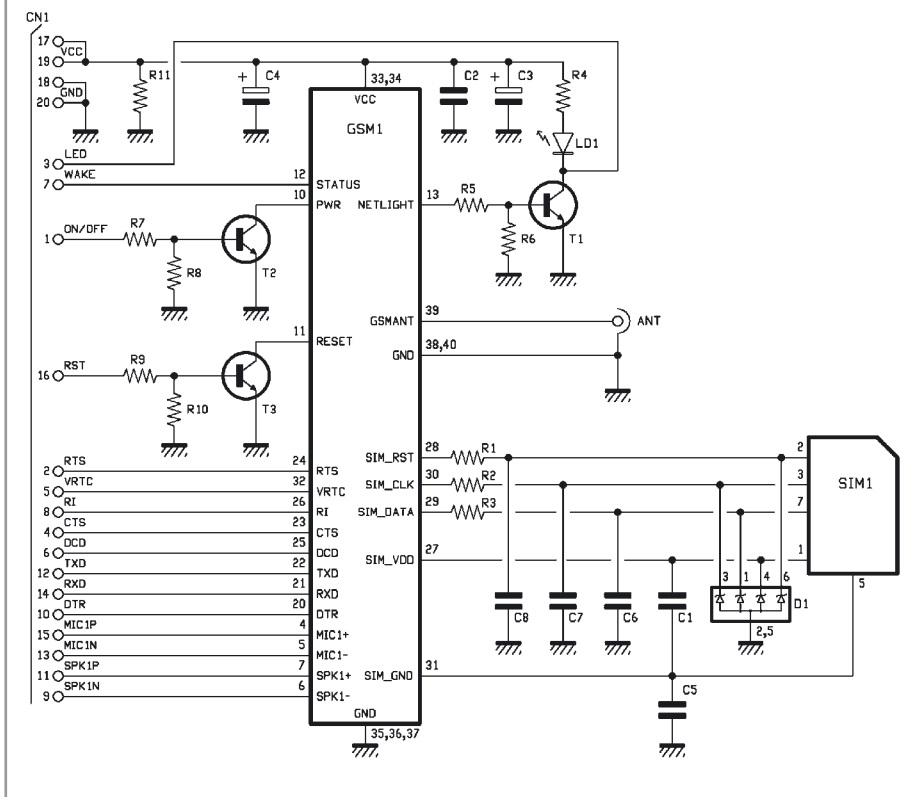 CN1
17
VCC
19
18
GND
20
R11
+ C4
33,34
VCC
C2
+ C3
R4
LD1
GSM1
3 LED
7 WAKE
12
STATUS
10
PWR
13
NETLIGHT
R5
R6
T1
1 ON/OFF
R7
R8
T2
39
GSMANT
ANT
38,40
GND
11
RESET
16 RST
R9
R10
T3
28
SIM_RST
R1
2
30
SIM_CLK
R2
3
29
SIM_DATA
R3
7
27
SIM_VDD
1
SIM1
5
2 RTS 24 RTS
5 VRTC 32 VRTC
8 RI 26 RI
4 CTS 23 CTS
6 DCD 25 DCD
12 TXD 22 TXD
14 RXD 21 RXD
10 DTR 20 DTR
15 MIC1P 4 MIC1+
13 MIC1N 5 MIC1-
11 SPK1P 7 SPK1+
9 SPK1N 6 SPK1-
C8
C7
C6
C1
3 1 4 6
D1
2,5
31
SIM_GND
C5
GND
35,36,37